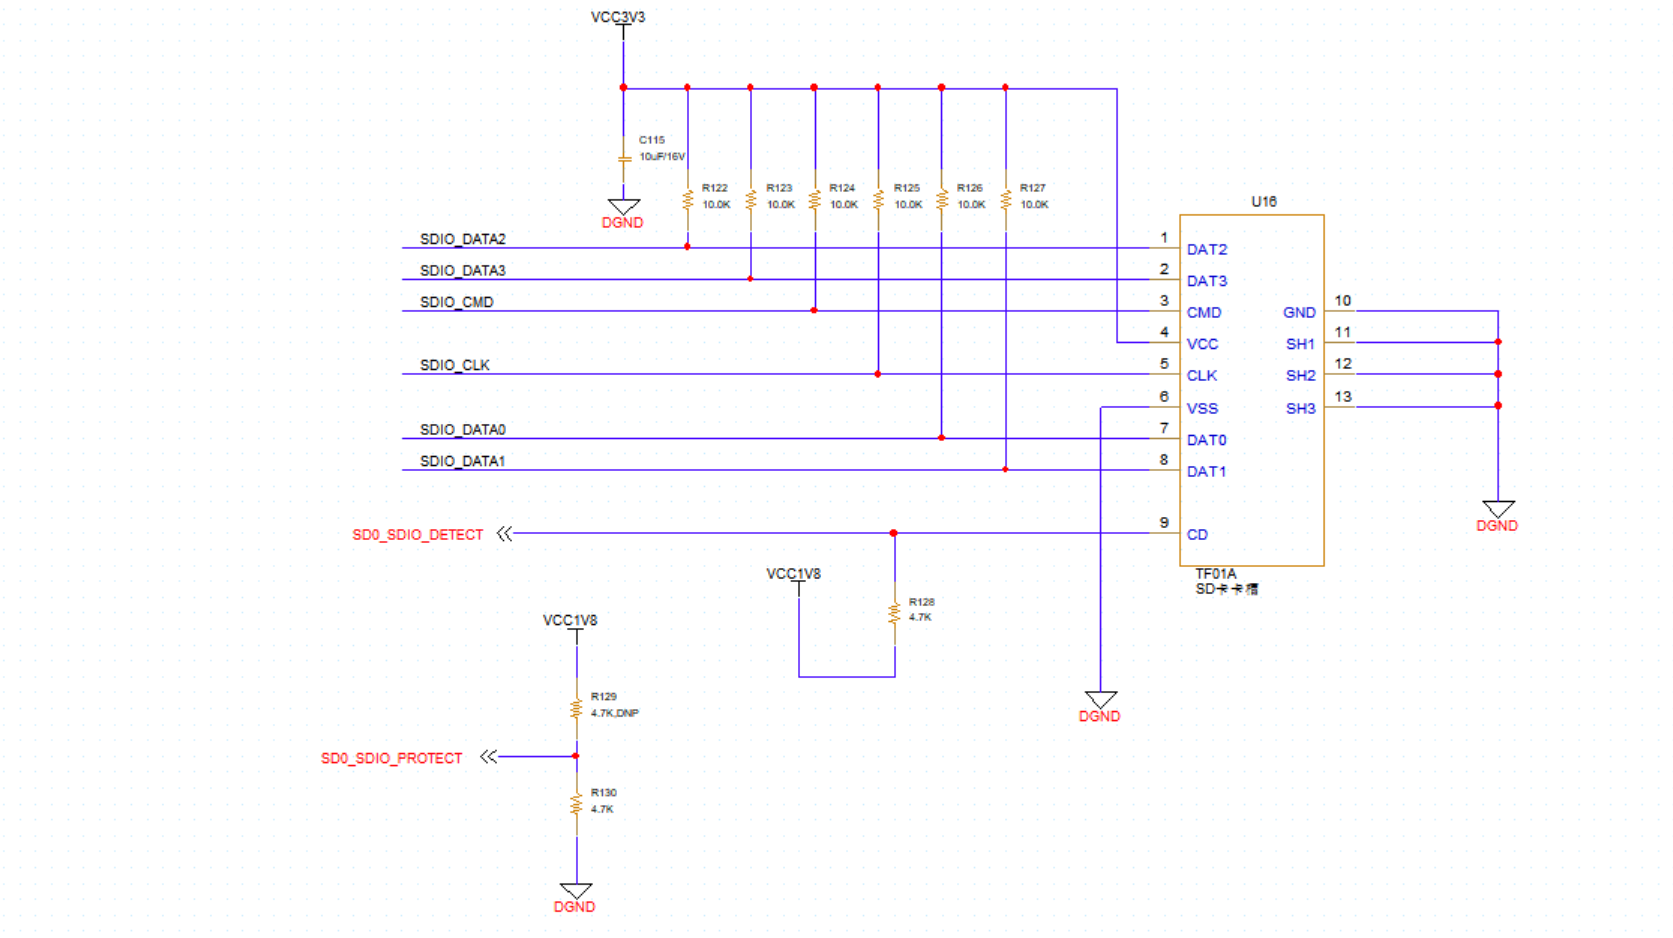 VCC3V3
C115
10uF/16V
DGND
R122
10.0K
R123
10.0K
R124
10.0K
R125
10.0K
R126
10.0K
R127
10.0K
U16
SDIO_DATA2
1
DAT2
SDIO_DATA3
2
DAT3
SDIO_CMD
3
CMD
4
VCC
SDIO_CLK
5
CLK
6
VSS
SDIO_DATA0
7
DAT0
SDIO_DATA1
8
DAT1
SD0_SDIO_DETECT
9
CD
GND
10
SH1
11
SH2
12
SH3
13
DGND
TF01A
SD卡卡槽
VCC1V8
R128
4.7K
DGND
VCC1V8
R129
4.7K,DNP
SD0_SDIO_PROTECT
R130
4.7K
DGND